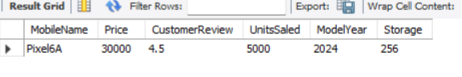 Result Grid Filter Rows: Export: Wrap Cell Content:
MobileName Price CustomerReview UnitsSaled ModelYear Storage
Pixel6A 30000 4.5 5000 2024 256